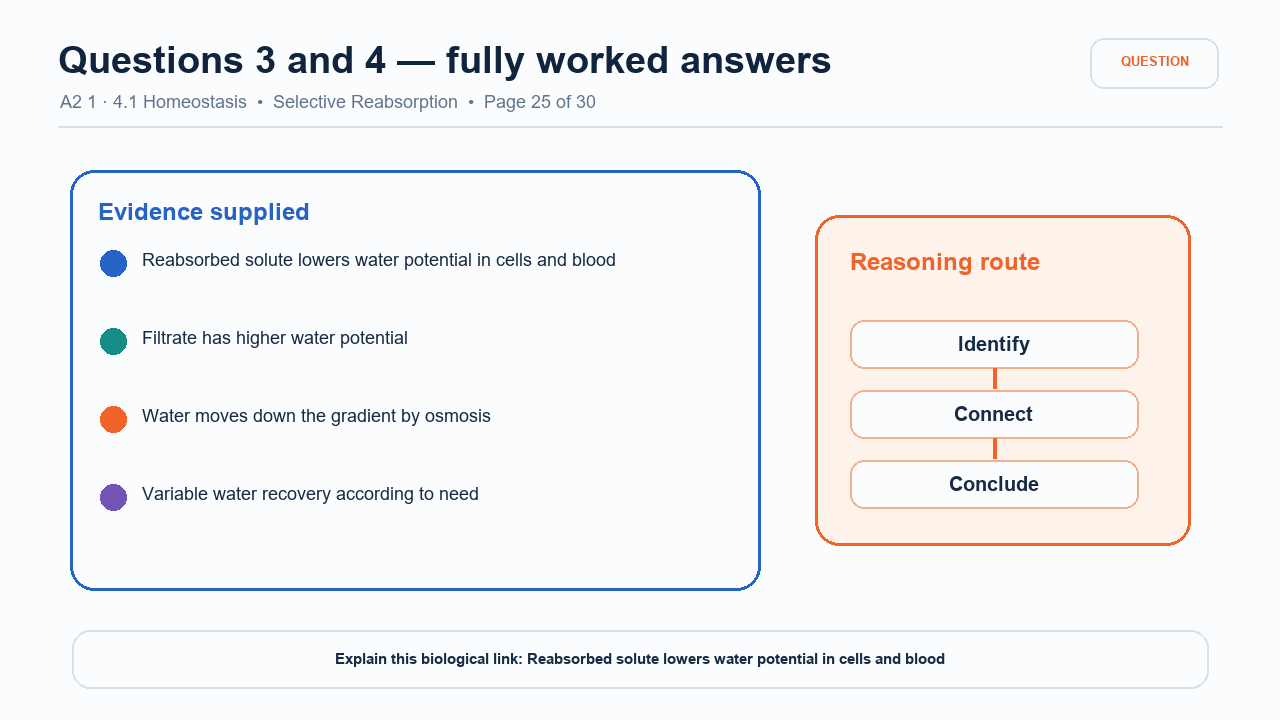 Questions 3 and 4 — fully worked answers
QUESTION
A2 1 · 4.1 Homeostasis • Selective Reabsorption • Page 25 of 30
Evidence supplied
Reabsorbed solute lowers water potential in cells and blood
Filtrate has higher water potential
Water moves down the gradient by osmosis
Variable water recovery according to need
Reasoning route
Identify
Connect
Conclude
Explain this biological link: Reabsorbed solute lowers water potential in cells and blood